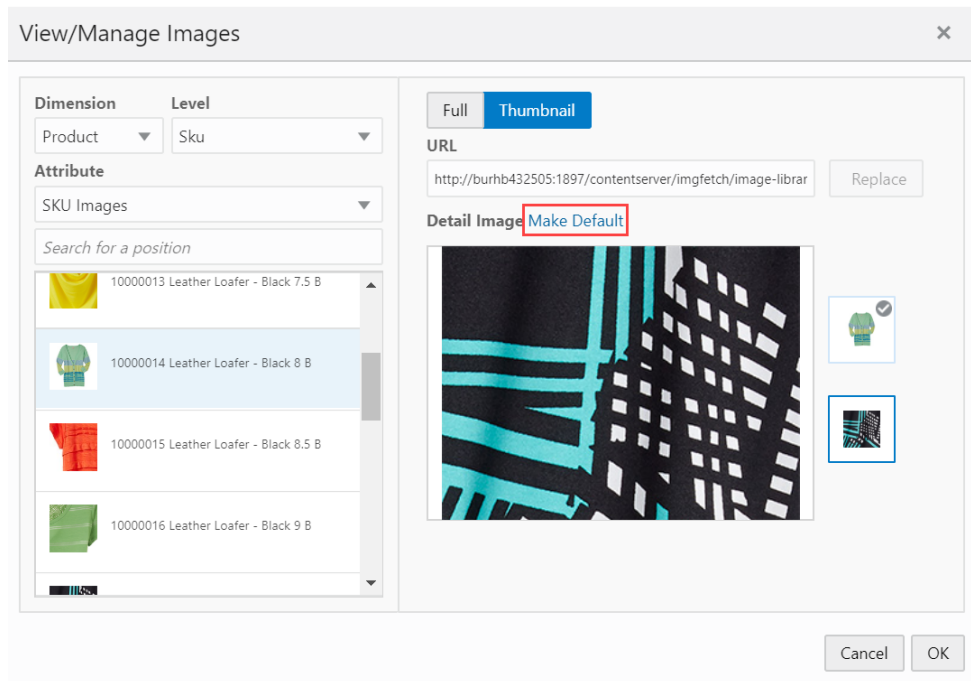 View/Manage Images
Dimension
Level
Product
Sku
Attribute
SKU Images
Search for a position
10000013 Leather Loafer - Black 7.5 B
10000014 Leather Loafer - Black 8 B
10000015 Leather Loafer - Black 8.5 B
10000016 Leather Loafer - Black 9 B
Full
Thumbnail
URL
http://burhb432505:1897/contentserver/imgfetch/image-librar
Replace
Detail Image Make Default
Cancel
OK